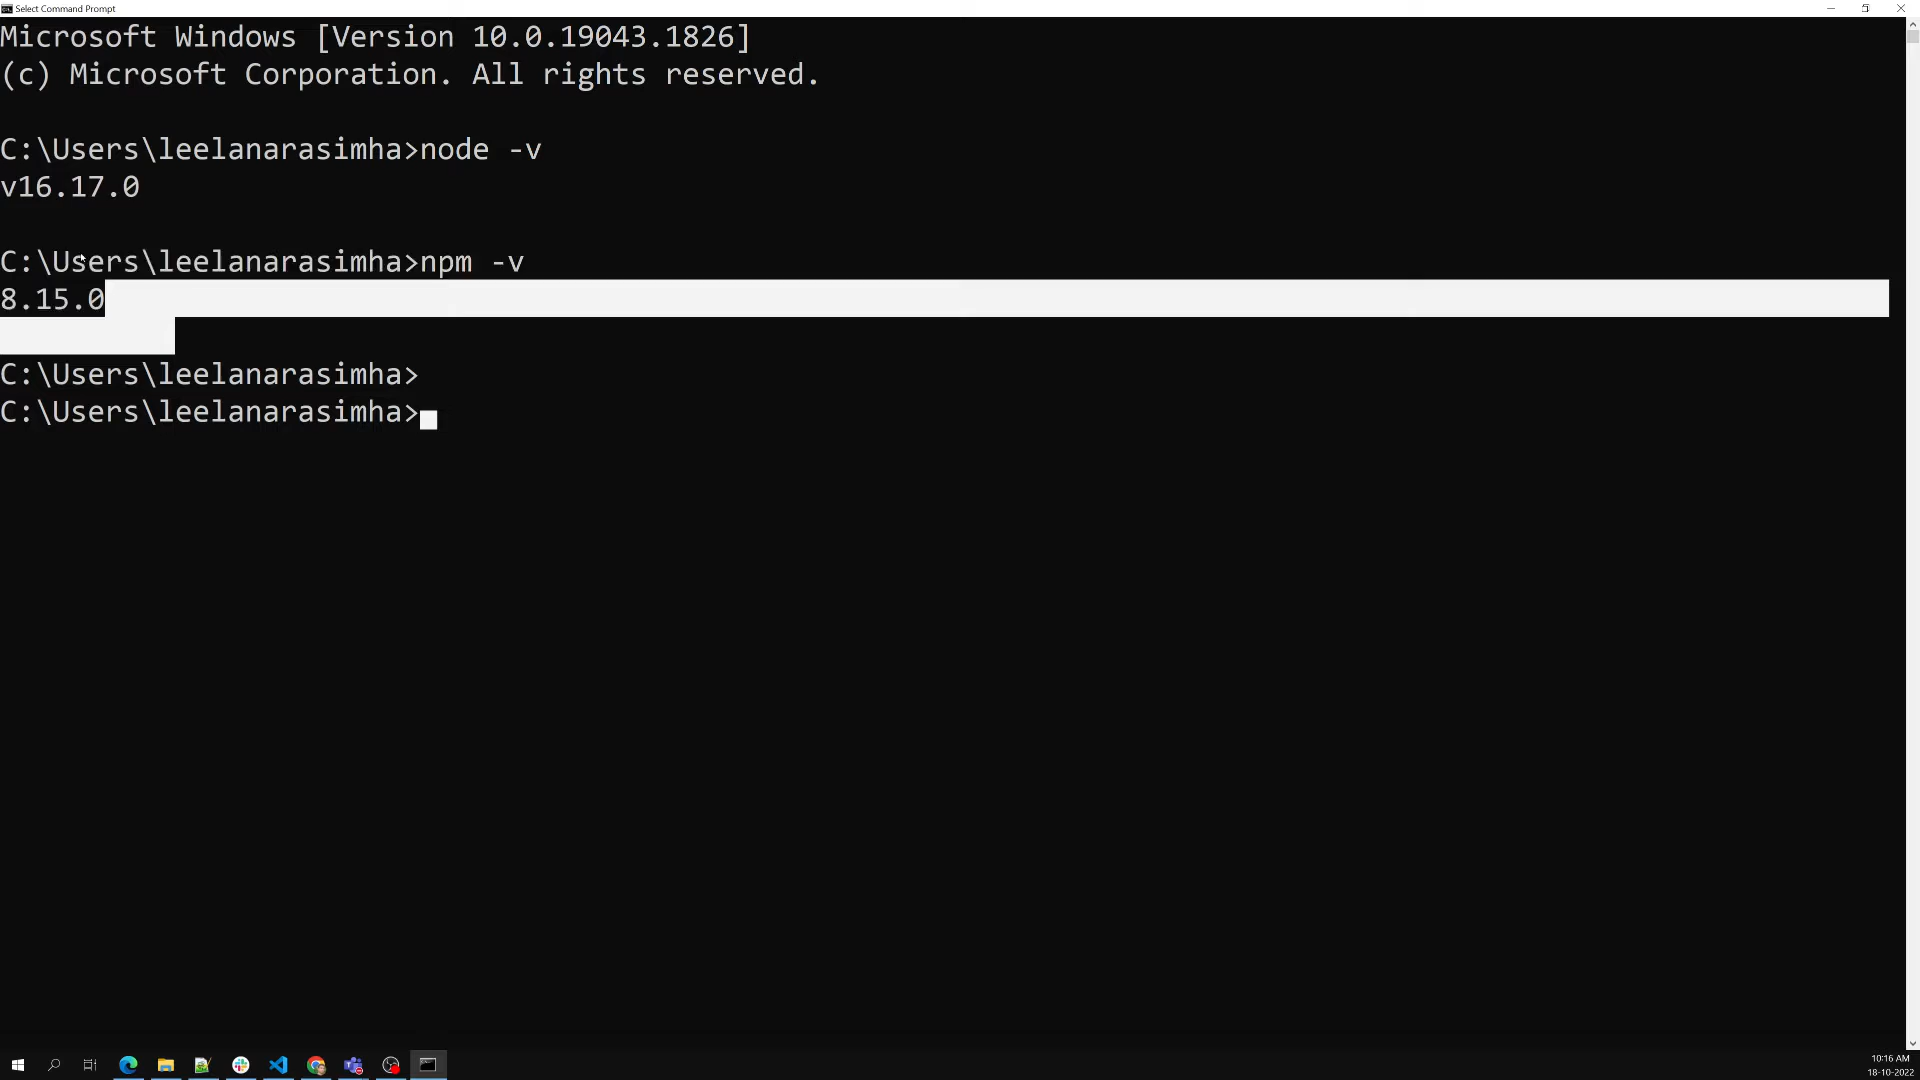 Select Command Prompt
Microsoft Windows [Version 10.0.19043.1826]
(c) Microsoft Corporation. All rights reserved.
C:\Users\leelanarasimha>node -v
v16.17.0
C:\Users\leelanarasimha>npm -v
8.15.0
C:\Users\leelanarasimha>
C:\Users\leelanarasimha>
10:16 AM
18-10-2022